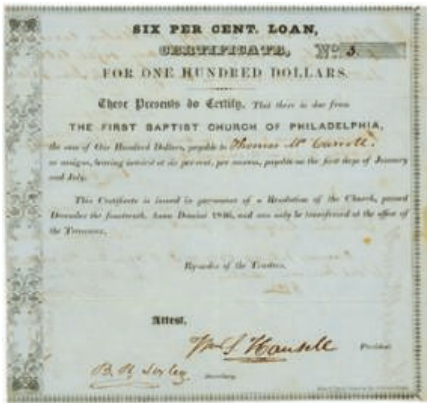 SIX PER CENT. LOAN,
CERTIFICATE, No. 3.
FOR ONE HUNDRED DOLLARS.
These Presents do Certify, That there is due from
THE FIRST BAPTIST CHURCH OF PHILADELPHIA,
the sum of One Hundred Dollars, payable to Thomas
or assigns, bearing interest at six per cent, per annum, payable on the first days of January
and July.
This Certificate is issued in pursuance of a Resolution of the Church, passed
December the fourteenth, Anno Domini 1846, and can only be transferred at the office of
the Treasurer.
By order of the Trustees,
Attest,
Wm S Hansell President
B. R. Secretary.